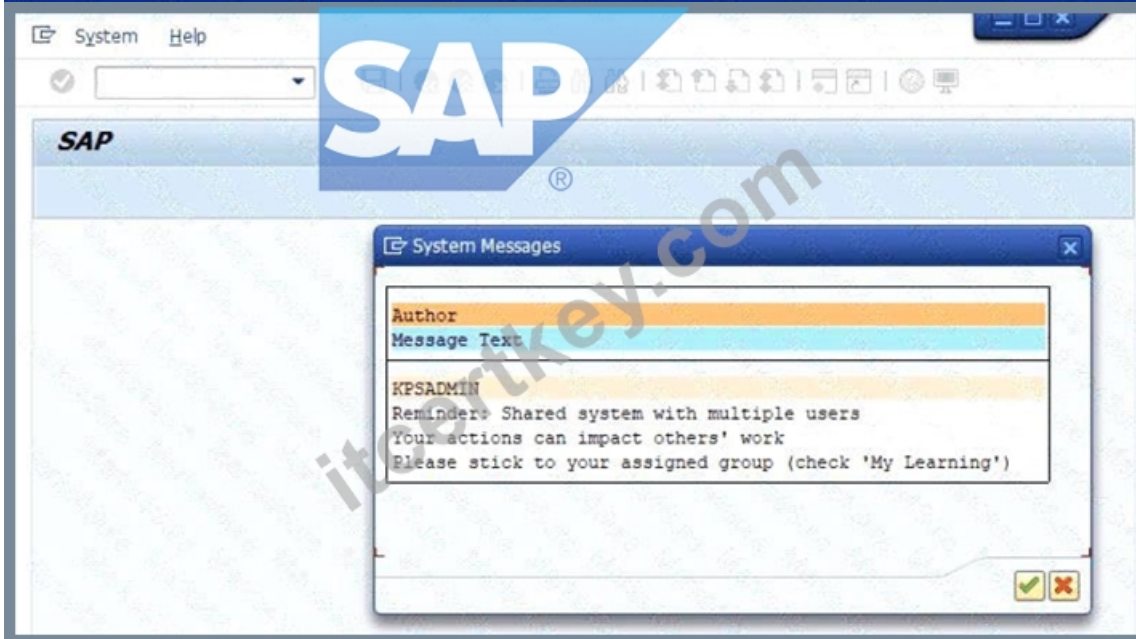 System Help
SAP
SAP
®
System Messages
Author
Message Text
KPSADMIN
Reminder: Shared system with multiple users
Your actions can impact others' work
Please stick to your assigned group (check 'My Learning')
itcertkey.com